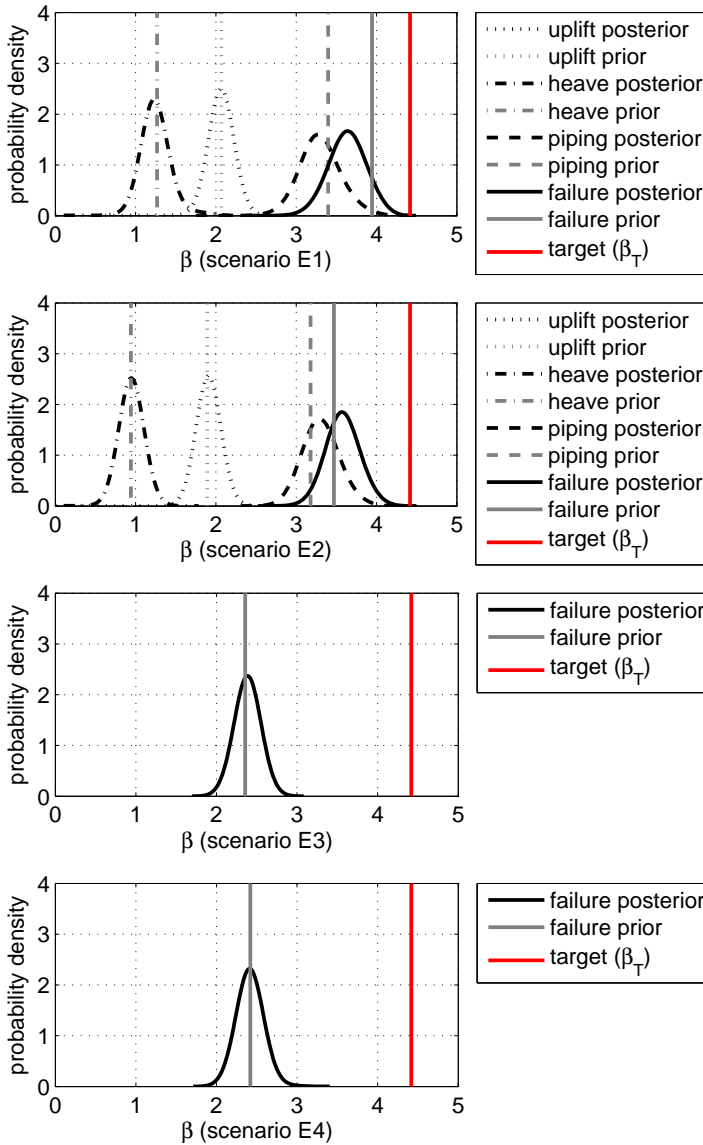 4
3
2
1
0
probability density
0 1 2 3 4 5
β (scenario E1)
uplift posterior
uplift prior
heave posterior
heave prior
piping posterior
piping prior
failure posterior
failure prior
target (β_T)
4
3
2
1
0
probability density
0 1 2 3 4 5
β (scenario E2)
uplift posterior
uplift prior
heave posterior
heave prior
piping posterior
piping prior
failure posterior
failure prior
target (β_T)
4
3
2
1
0
probability density
0 1 2 3 4 5
β (scenario E3)
failure posterior
failure prior
target (β_T)
4
3
2
1
0
probability density
0 1 2 3 4 5
β (scenario E4)
failure posterior
failure prior
target (β_T)